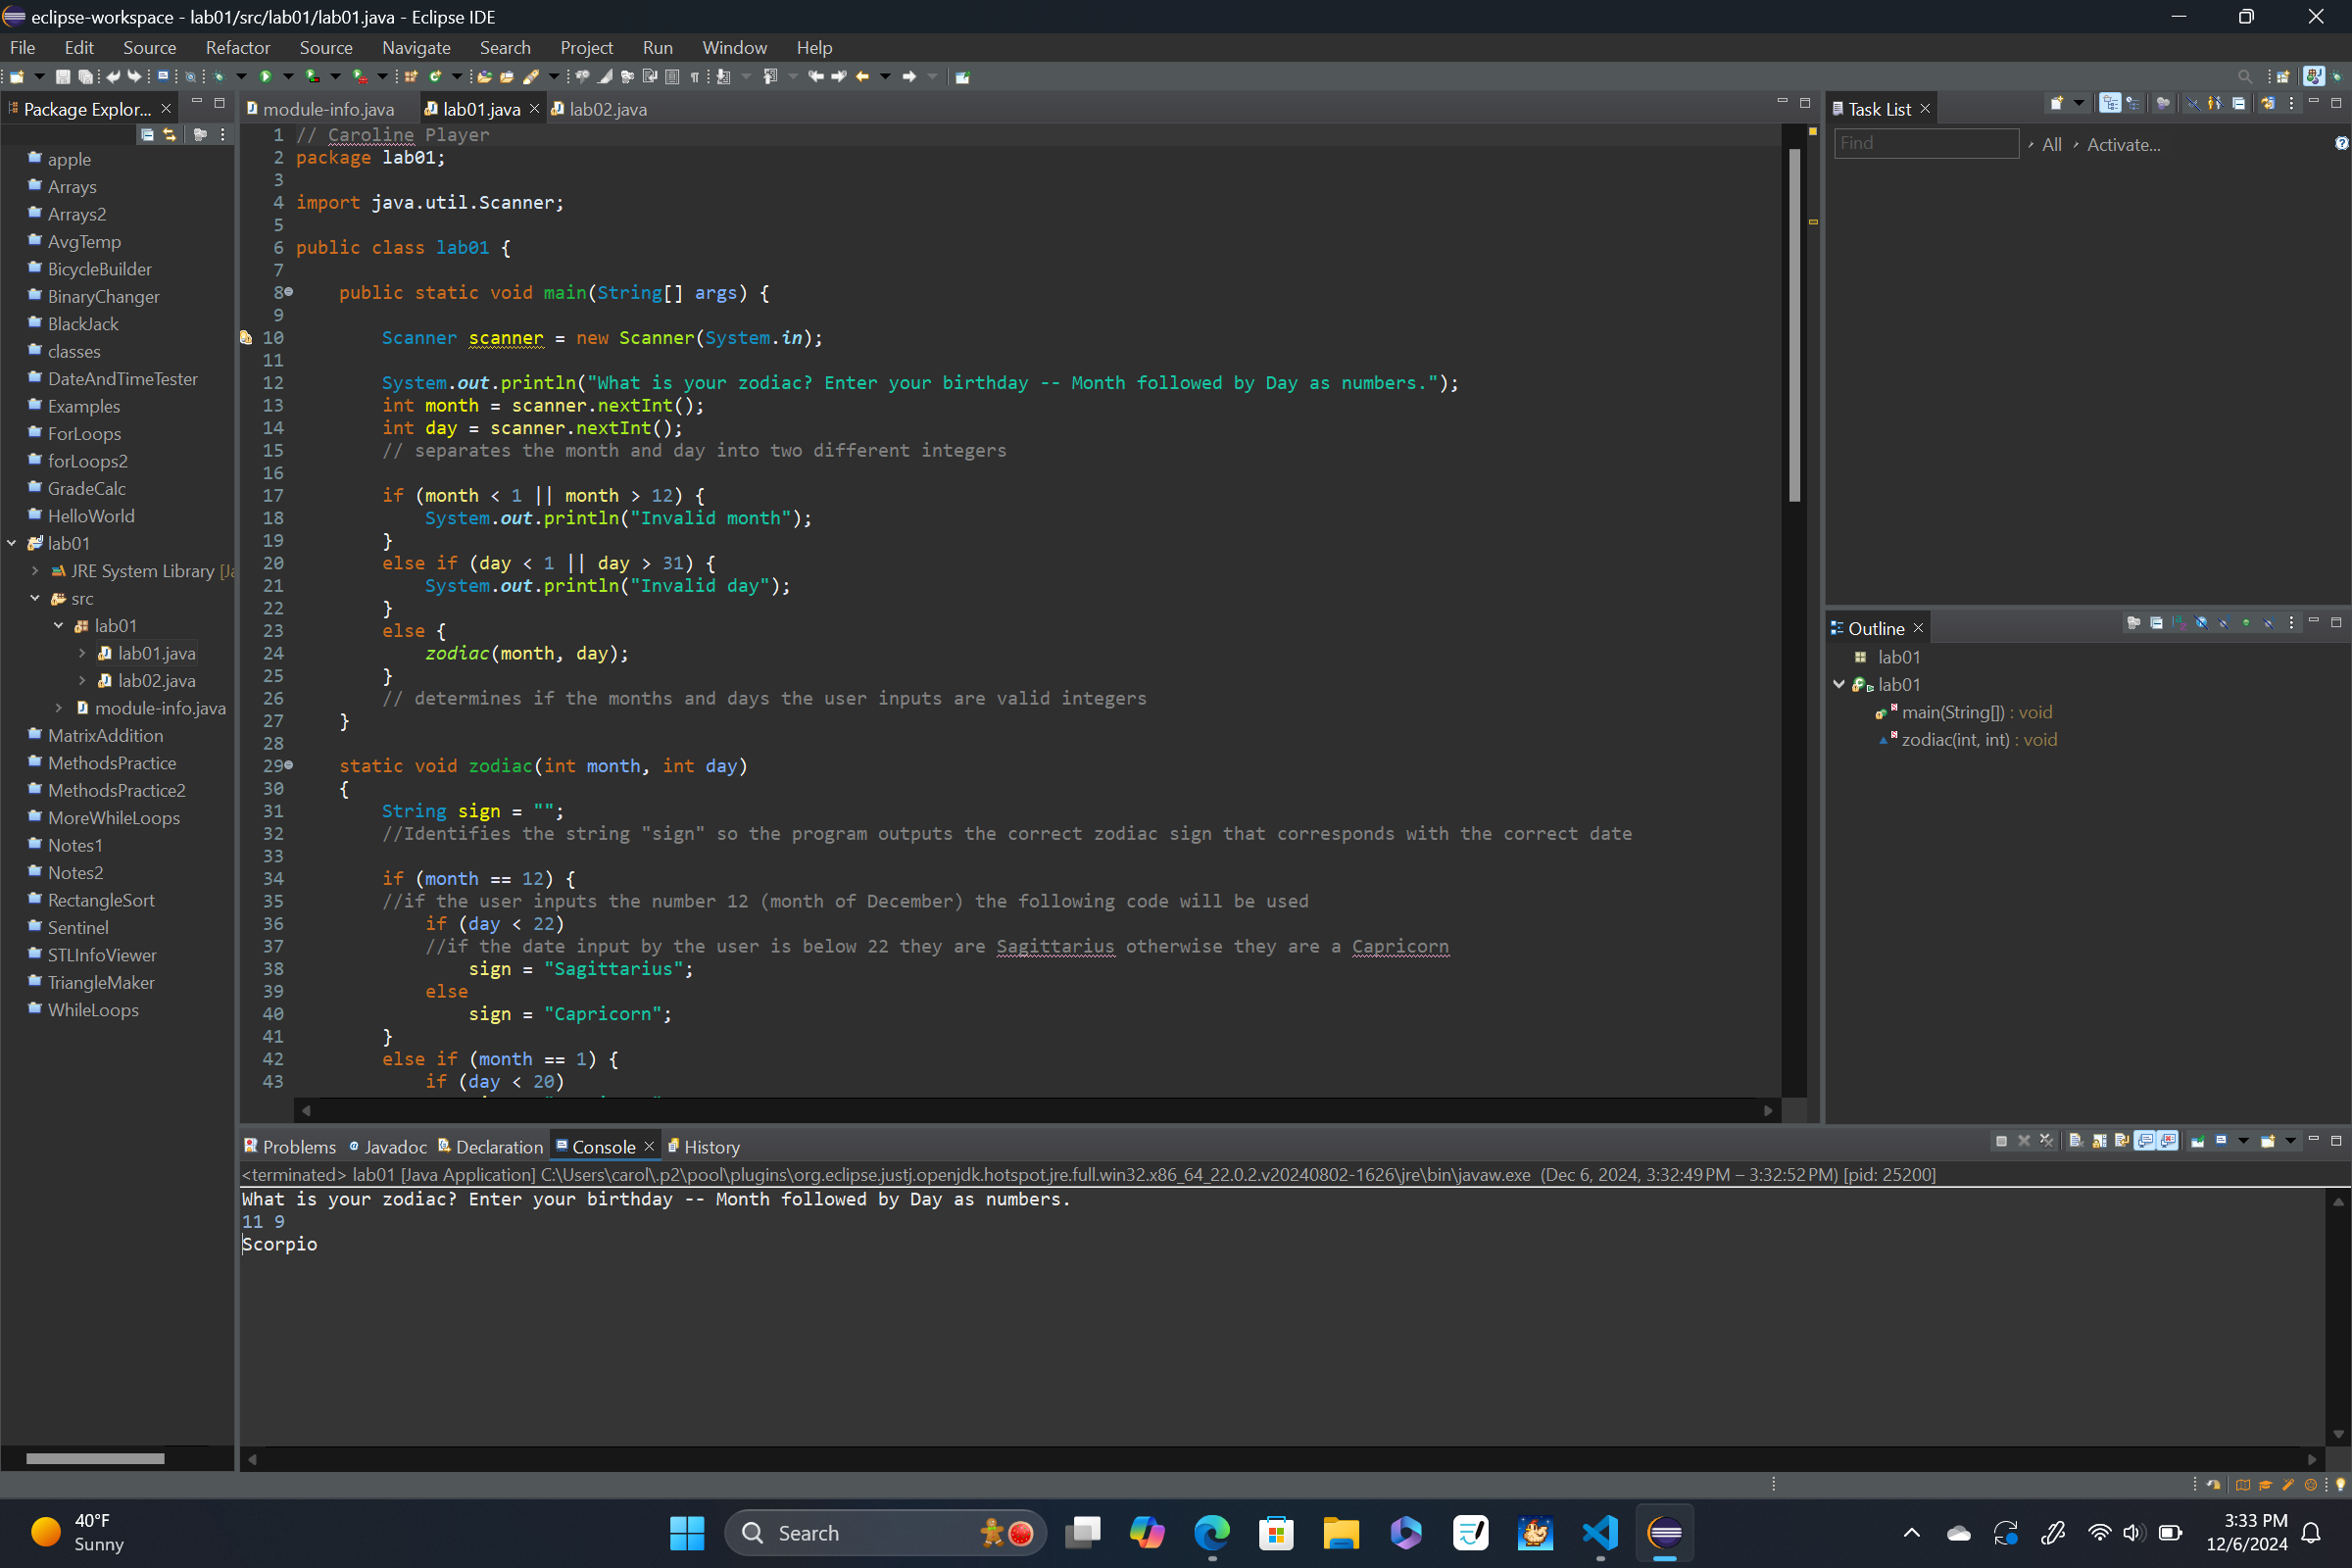 eclipse-workspace - lab01/src/lab01/lab01.java - Eclipse IDE
File Edit Source Refactor Source Navigate Search Project Run Window Help
Package Explor...
apple
Arrays
Arrays2
AvgTemp
BicycleBuilder
BinaryChanger
BlackJack
classes
DateAndTimeTester
Examples
ForLoops
forLoops2
GradeCalc
HelloWorld
lab01
JRE System Library
src
lab01
lab01.java
lab02.java
module-info.java
MatrixAddition
MethodsPractice
MethodsPractice2
MoreWhileLoops
Notes1
Notes2
RectangleSort
Sentinel
STLInfoViewer
TriangleMaker
WhileLoops
module-info.java lab01.java lab02.java
1 // Caroline Player
2 package lab01;
3
4 import java.util.Scanner;
5
6 public class lab01 {
7
8 public static void main(String[] args) {
9
10 Scanner scanner = new Scanner(System.in);
11
12 System.out.println("What is your zodiac? Enter your birthday -- Month followed by Day as numbers.");
13 int month = scanner.nextInt();
14 int day = scanner.nextInt();
15 // separates the month and day into two different integers
16
17 if (month < 1 || month > 12) {
18 System.out.println("Invalid month");
19 }
20 else if (day < 1 || day > 31) {
21 System.out.println("Invalid day");
22 }
23 else {
24 zodiac(month, day);
25 }
26 // determines if the months and days the user inputs are valid integers
27 }
28
29 static void zodiac(int month, int day)
30 {
31 String sign = "";
32 //Identifies the string "sign" so the program outputs the correct zodiac sign that corresponds with the correct date
33
34 if (month == 12) {
35 //if the user inputs the number 12 (month of December) the following code will be used
36 if (day < 22)
37 //if the date input by the user is below 22 they are Sagittarius otherwise they are a Capricorn
38 sign = "Sagittarius";
39 else
40 sign = "Capricorn";
41 }
42 else if (month == 1) {
43 if (day < 20)
Task List
Find All Activate...
Outline
lab01
lab01
main(String[]) : void
zodiac(int, int) : void
Problems Javadoc Declaration Console History
<terminated> lab01 [Java Application] C:\Users\carol\.p2\pool\plugins\org.eclipse.justj.openjdk.hotspot.jre.full.win32.x86_64_22.0.2.v20240802-1626\jre\bin\javaw.exe (Dec 6, 2024, 3:32:49 PM – 3:32:52 PM) [pid: 25200]
What is your zodiac? Enter your birthday -- Month followed by Day as numbers.
11 9
Scorpio
40°F
Sunny
Search
3:33 PM
12/6/2024